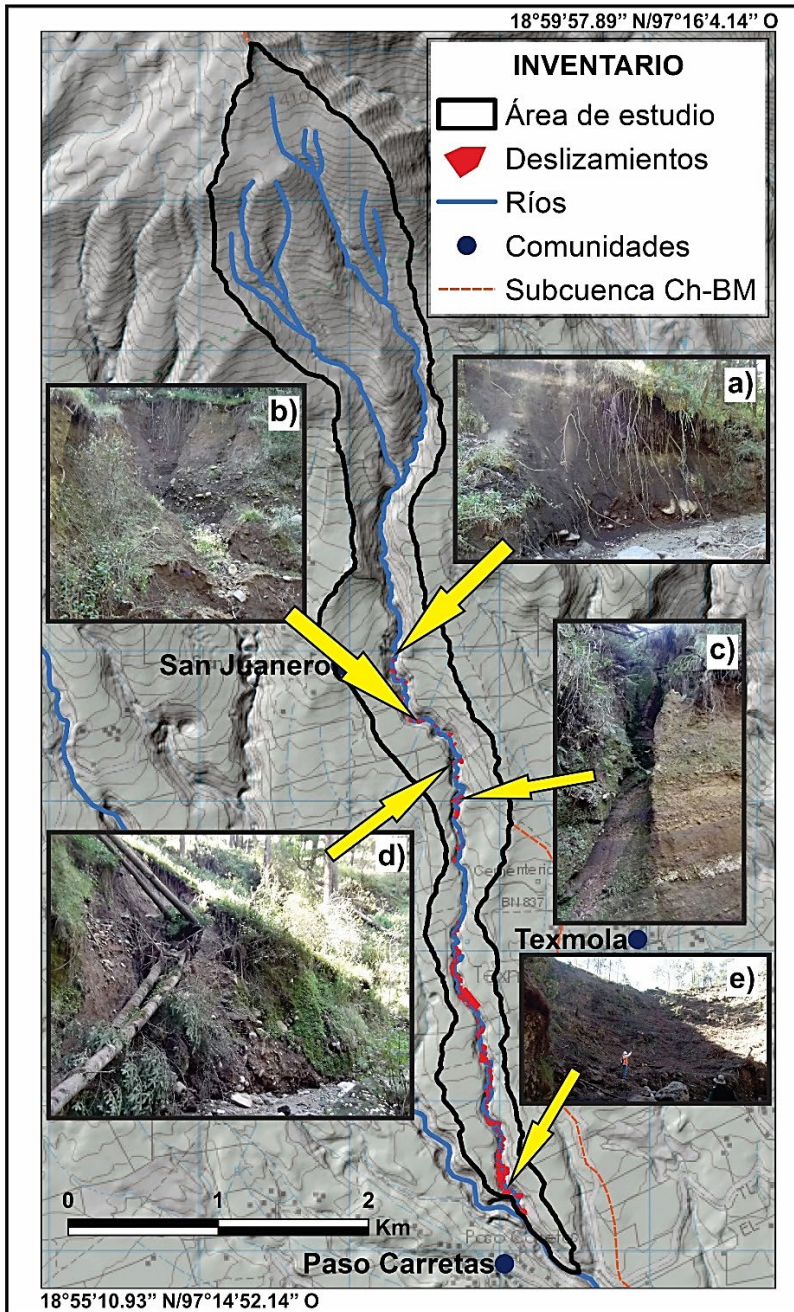 18°59'57.89" N/97°16'4.14" O
INVENTARIO
Área de estudio
Deslizamientos
Ríos
Comunidades
Subcuenca Ch-BM
a)
b)
San Juanero
c)
d)
Cementerio
BN 837
Texmola
e)
0 1 2
Km
Paso Carretas
Paso Carretas
18°55'10.93" N/97°14'52.14" O